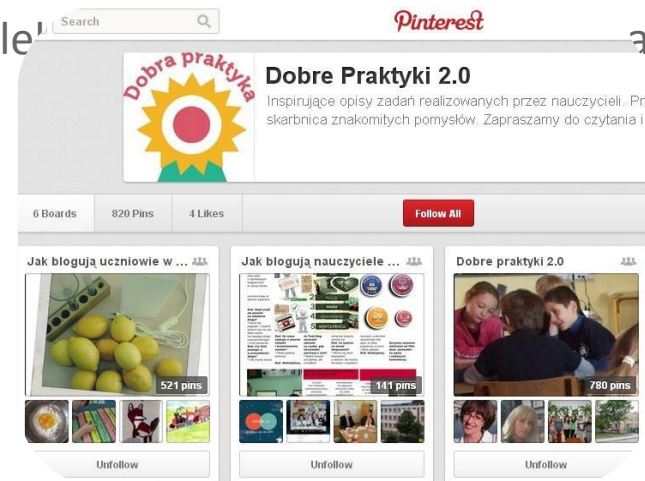 Search
Pinterest
Dobra praktyka
Dobre Praktyki 2.0
Inspirujące opisy zadań realizowanych przez nauczycieli.
skarbnica znakomitych pomysłów. Zapraszamy do czytania i
6 Boards 820 Pins 4 Likes Follow All
Jak blogują uczniowie w ... Jak blogują nauczyciele ... Dobre praktyki 2.0
521 pins 141 pins 780 pins
Unfollow Unfollow Unfollow